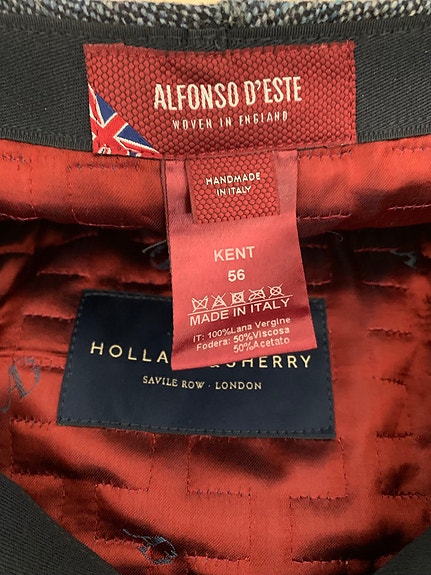 ALFONSO D'ESTE
WOVEN IN ENGLAND
HANDMADE
IN ITALY
KENT
56
MADE IN ITALY
IT: 100%Lana Vergine
Fodera: 50%Viscosa
50%Acetato
HOLLA &SHERRY
SAVILE ROW · LONDON